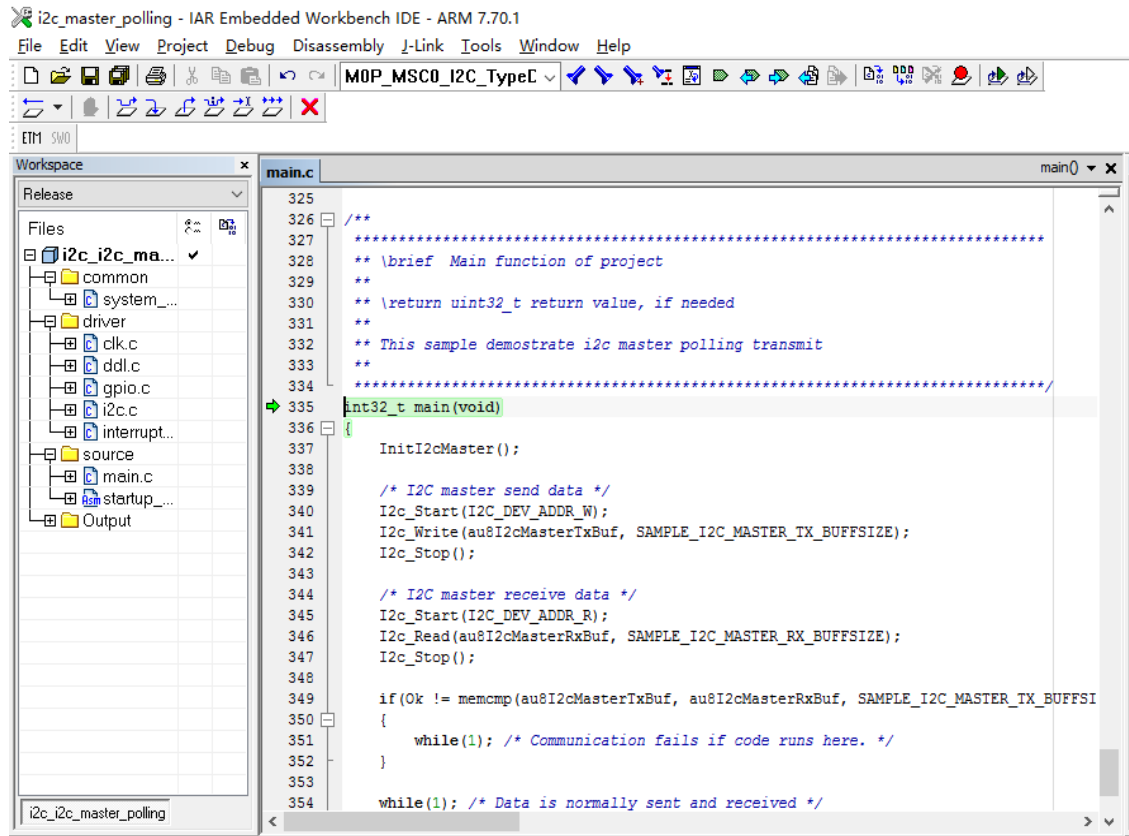 i2c_master_polling - IAR Embedded Workbench IDE - ARM 7.70.1
File Edit View Project Debug Disassembly J-Link Tools Window Help
M0P_MSC0_I2C_TypeD
ETM SWO
Workspace
main.c
main()
Release
Files
i2c_i2c_ma...
common
system_...
driver
clk.c
ddl.c
gpio.c
i2c.c
interrupt...
source
main.c
startup_...
Output
i2c_i2c_master_polling
325
326 /**
327 *******************************************************************************
328 ** \brief  Main function of project
329 **
330 ** \return uint32_t return value, if needed
331 **
332 ** This sample demostrate i2c master polling transmit
333 **
334 ******************************************************************************/
335 int32_t main(void)
336 {
337     InitI2cMaster();
338
339     /* I2C master send data */
340     I2c_Start(I2C_DEV_ADDR_W);
341     I2c_Write(au8I2cMasterTxBuf, SAMPLE_I2C_MASTER_TX_BUFFSIZE);
342     I2c_Stop();
343
344     /* I2C master receive data */
345     I2c_Start(I2C_DEV_ADDR_R);
346     I2c_Read(au8I2cMasterRxBuf, SAMPLE_I2C_MASTER_RX_BUFFSIZE);
347     I2c_Stop();
348
349     if(Ok != memcmp(au8I2cMasterTxBuf, au8I2cMasterRxBuf, SAMPLE_I2C_MASTER_TX_BUFFSI
350     {
351         while(1); /* Communication fails if code runs here. */
352     }
353
354     while(1); /* Data is normally sent and received */